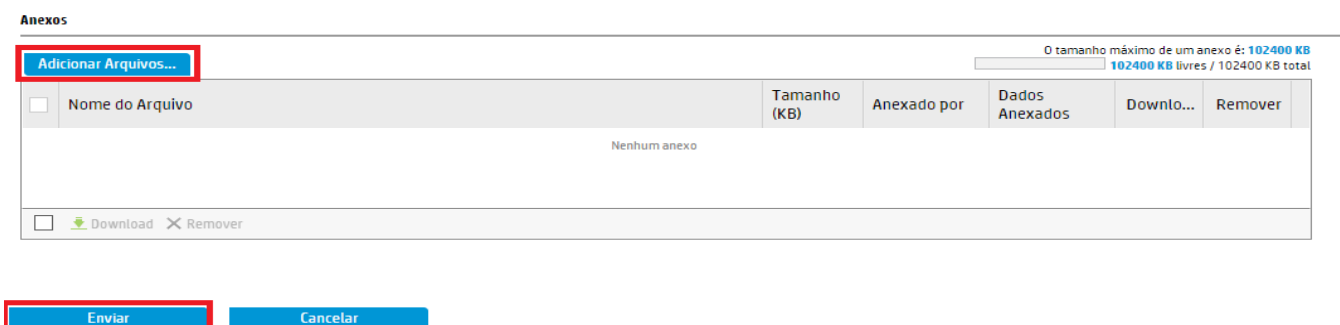 Anexos
Adicionar Arquivos...
O tamanho máximo de um anexo é: 102400 KB
102400 KB livres / 102400 KB total
Nome do Arquivo Tamanho (KB) Anexado por Dados Anexados Downlo... Remover
Nenhum anexo
Download Remover
Enviar Cancelar